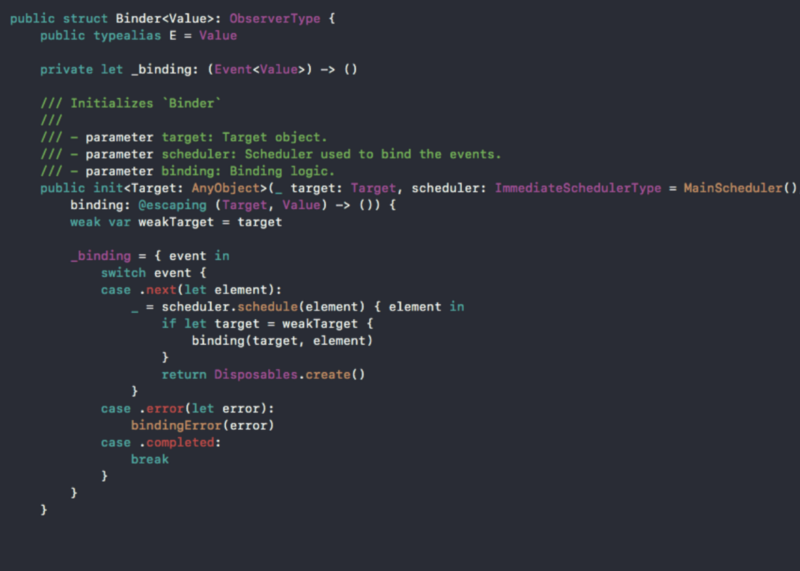 public struct Binder<Value>: ObserverType {
    public typealias E = Value

    private let _binding: (Event<Value>) -> ()

    /// Initializes `Binder`
    ///
    /// - parameter target: Target object.
    /// - parameter scheduler: Scheduler used to bind the events.
    /// - parameter binding: Binding logic.
    public init<Target: AnyObject>(_ target: Target, scheduler: ImmediateSchedulerType = MainScheduler()
        binding: @escaping (Target, Value) -> ()) {
        weak var weakTarget = target

        _binding = { event in
            switch event {
            case .next(let element):
                _ = scheduler.schedule(element) { element in
                    if let target = weakTarget {
                        binding(target, element)
                    }
                    return Disposables.create()
                }
            case .error(let error):
                bindingError(error)
            case .completed:
                break
            }
        }
    }